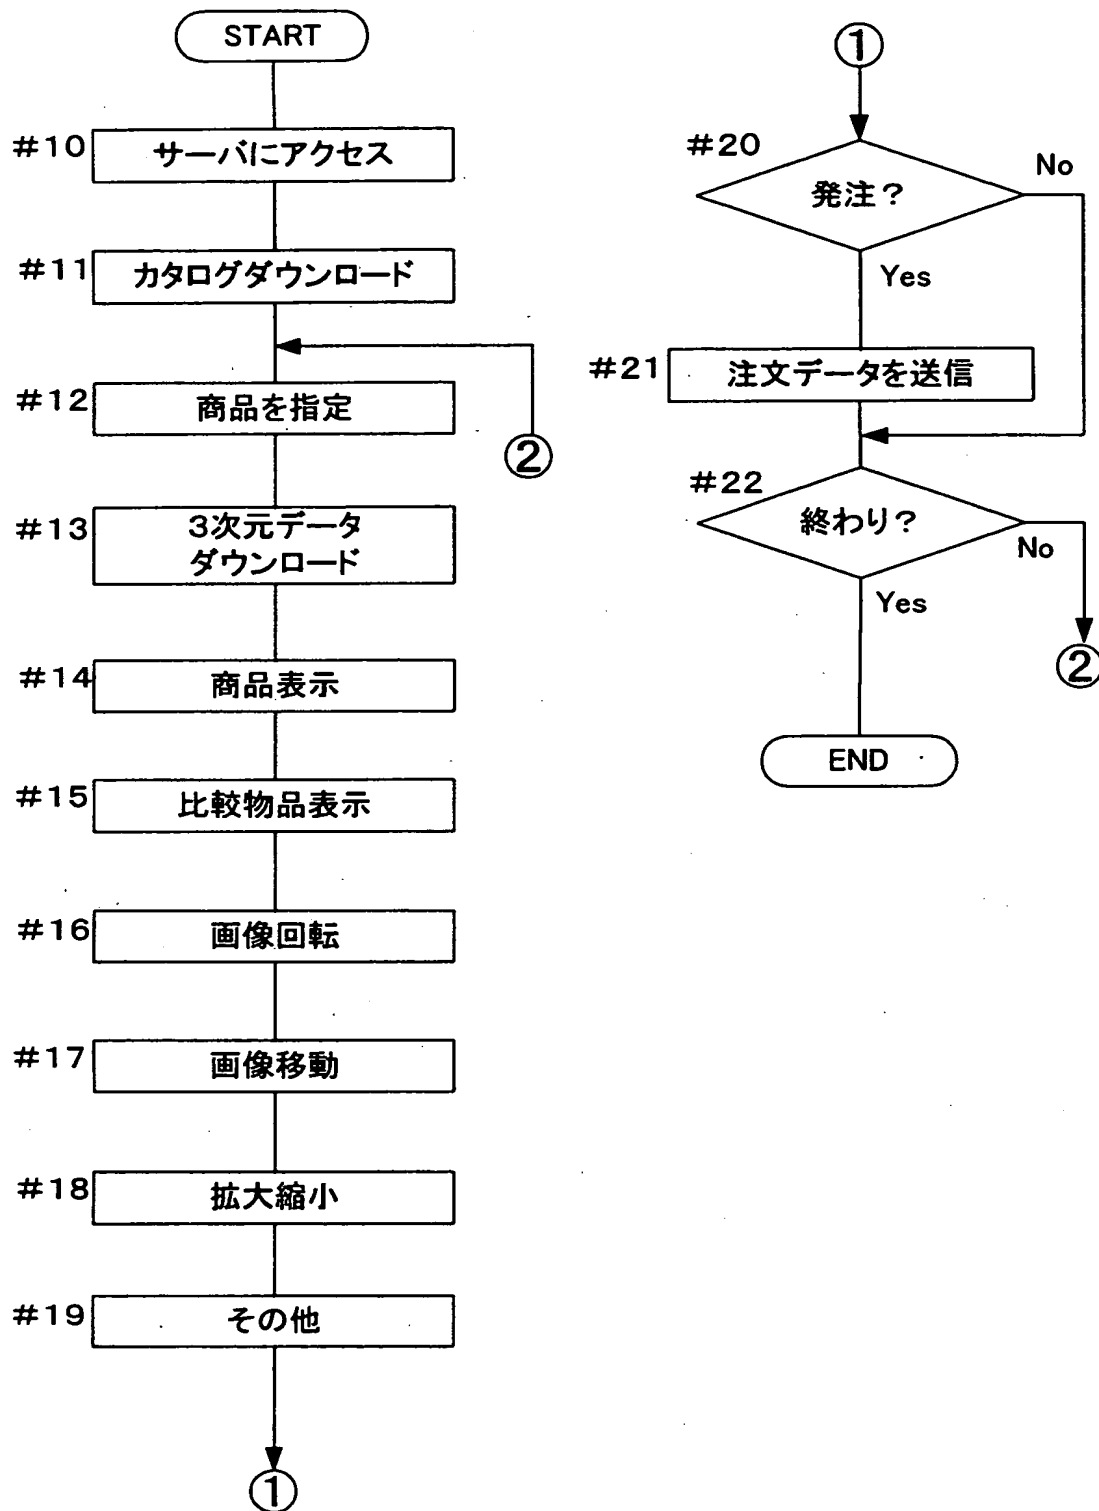 START
#10 サーバにアクセス
#11 カタログダウンロード
#12 商品を指定
②
#13 3次元データ
ダウンロード
#14 商品表示
#15 比較物品表示
#16 画像回転
#17 画像移動
#18 拡大縮小
#19 その他
①
①
#20 発注? No
Yes
#21 注文データを送信
#22 終わり? No
Yes
②
END